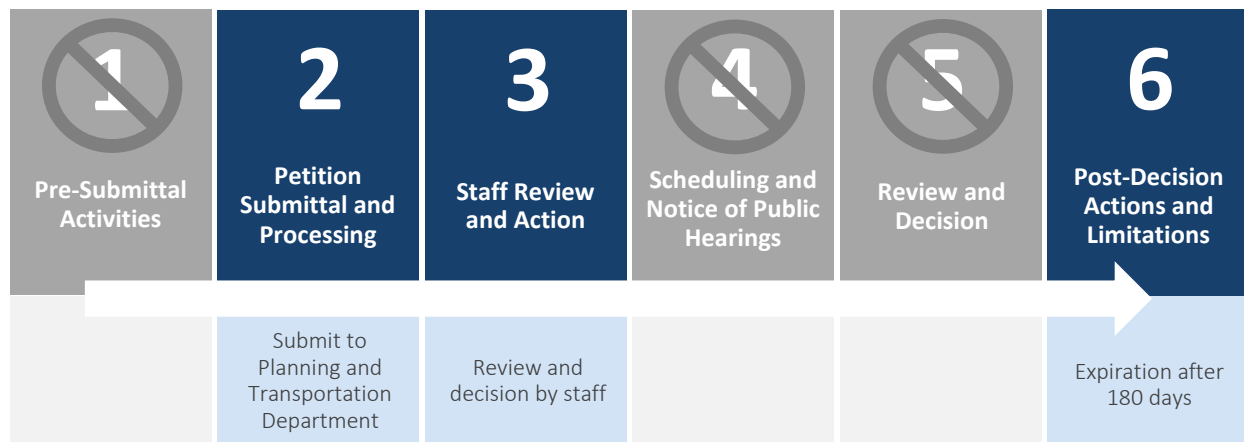 1
Pre-Submittal
Activities
2
Petition
Submittal and
Processing
Submit to
Planning and
Transportation
Department
3
Staff Review
and Action
Review and
decision by staff
4
Scheduling and
Notice of Public
Hearings
5
Review and
Decision
6
Post-Decision
Actions and
Limitations
Expiration after
180 days